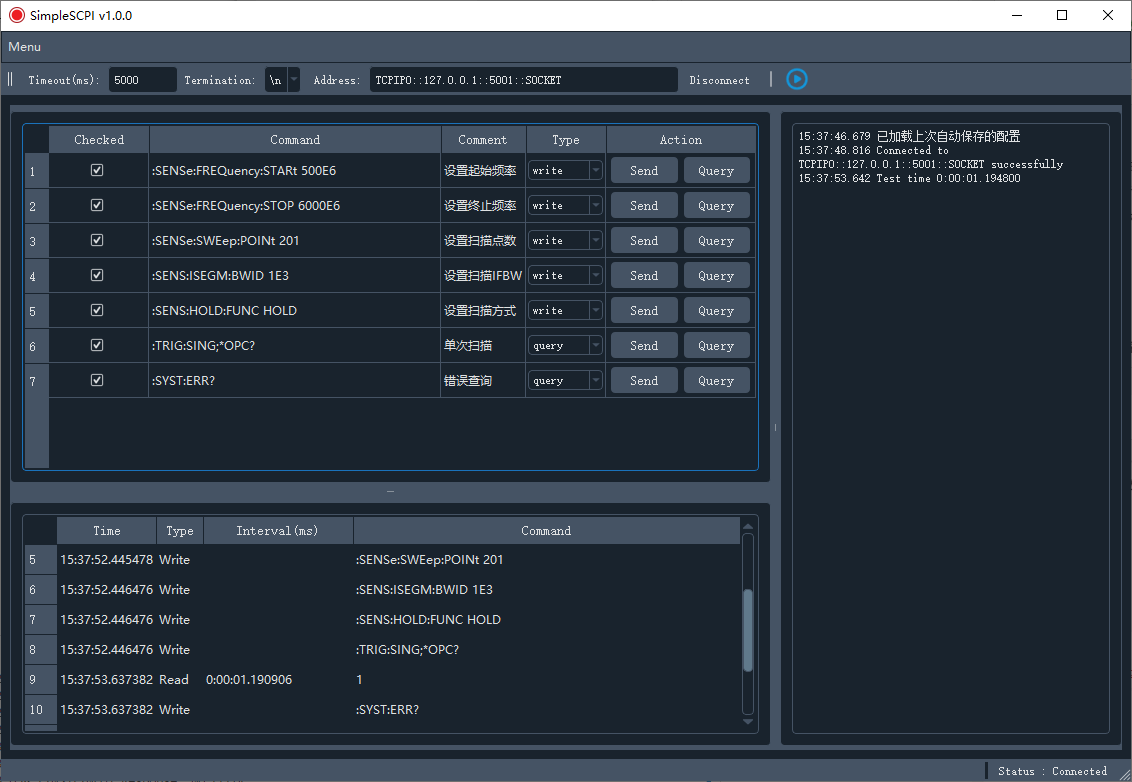 SimpleSCPI v1.0.0
Menu
Timeout(ms): 5000 Termination: \n Address: TCPIP0::127.0.0.1::5001::SOCKET Disconnect
Checked Command Comment Type Action
1 :SENSe:FREQuency:STARt 500E6 设置起始频率 write Send Query
2 :SENSe:FREQuency:STOP 6000E6 设置终止频率 write Send Query
3 :SENSe:SWEep:POINt 201 设置扫描点数 write Send Query
4 :SENS:ISEGM:BWID 1E3 设置扫描IFBW write Send Query
5 :SENS:HOLD:FUNC HOLD 设置扫描方式 write Send Query
6 :TRIG:SING;*OPC? 单次扫描 query Send Query
7 :SYST:ERR? 错误查询 query Send Query
Time Type Interval(ms) Command
5 15:37:52.445478 Write :SENSe:SWEep:POINt 201
6 15:37:52.446476 Write :SENS:ISEGM:BWID 1E3
7 15:37:52.446476 Write :SENS:HOLD:FUNC HOLD
8 15:37:52.446476 Write :TRIG:SING;*OPC?
9 15:37:53.637382 Read 0:00:01.190906 1
10 15:37:53.637382 Write :SYST:ERR?
15:37:46.679 已加载上次自动保存的配置
15:37:48.816 Connected to
TCPIP0::127.0.0.1::5001::SOCKET successfully
15:37:53.642 Test time 0:00:01.194800
Status : Connected